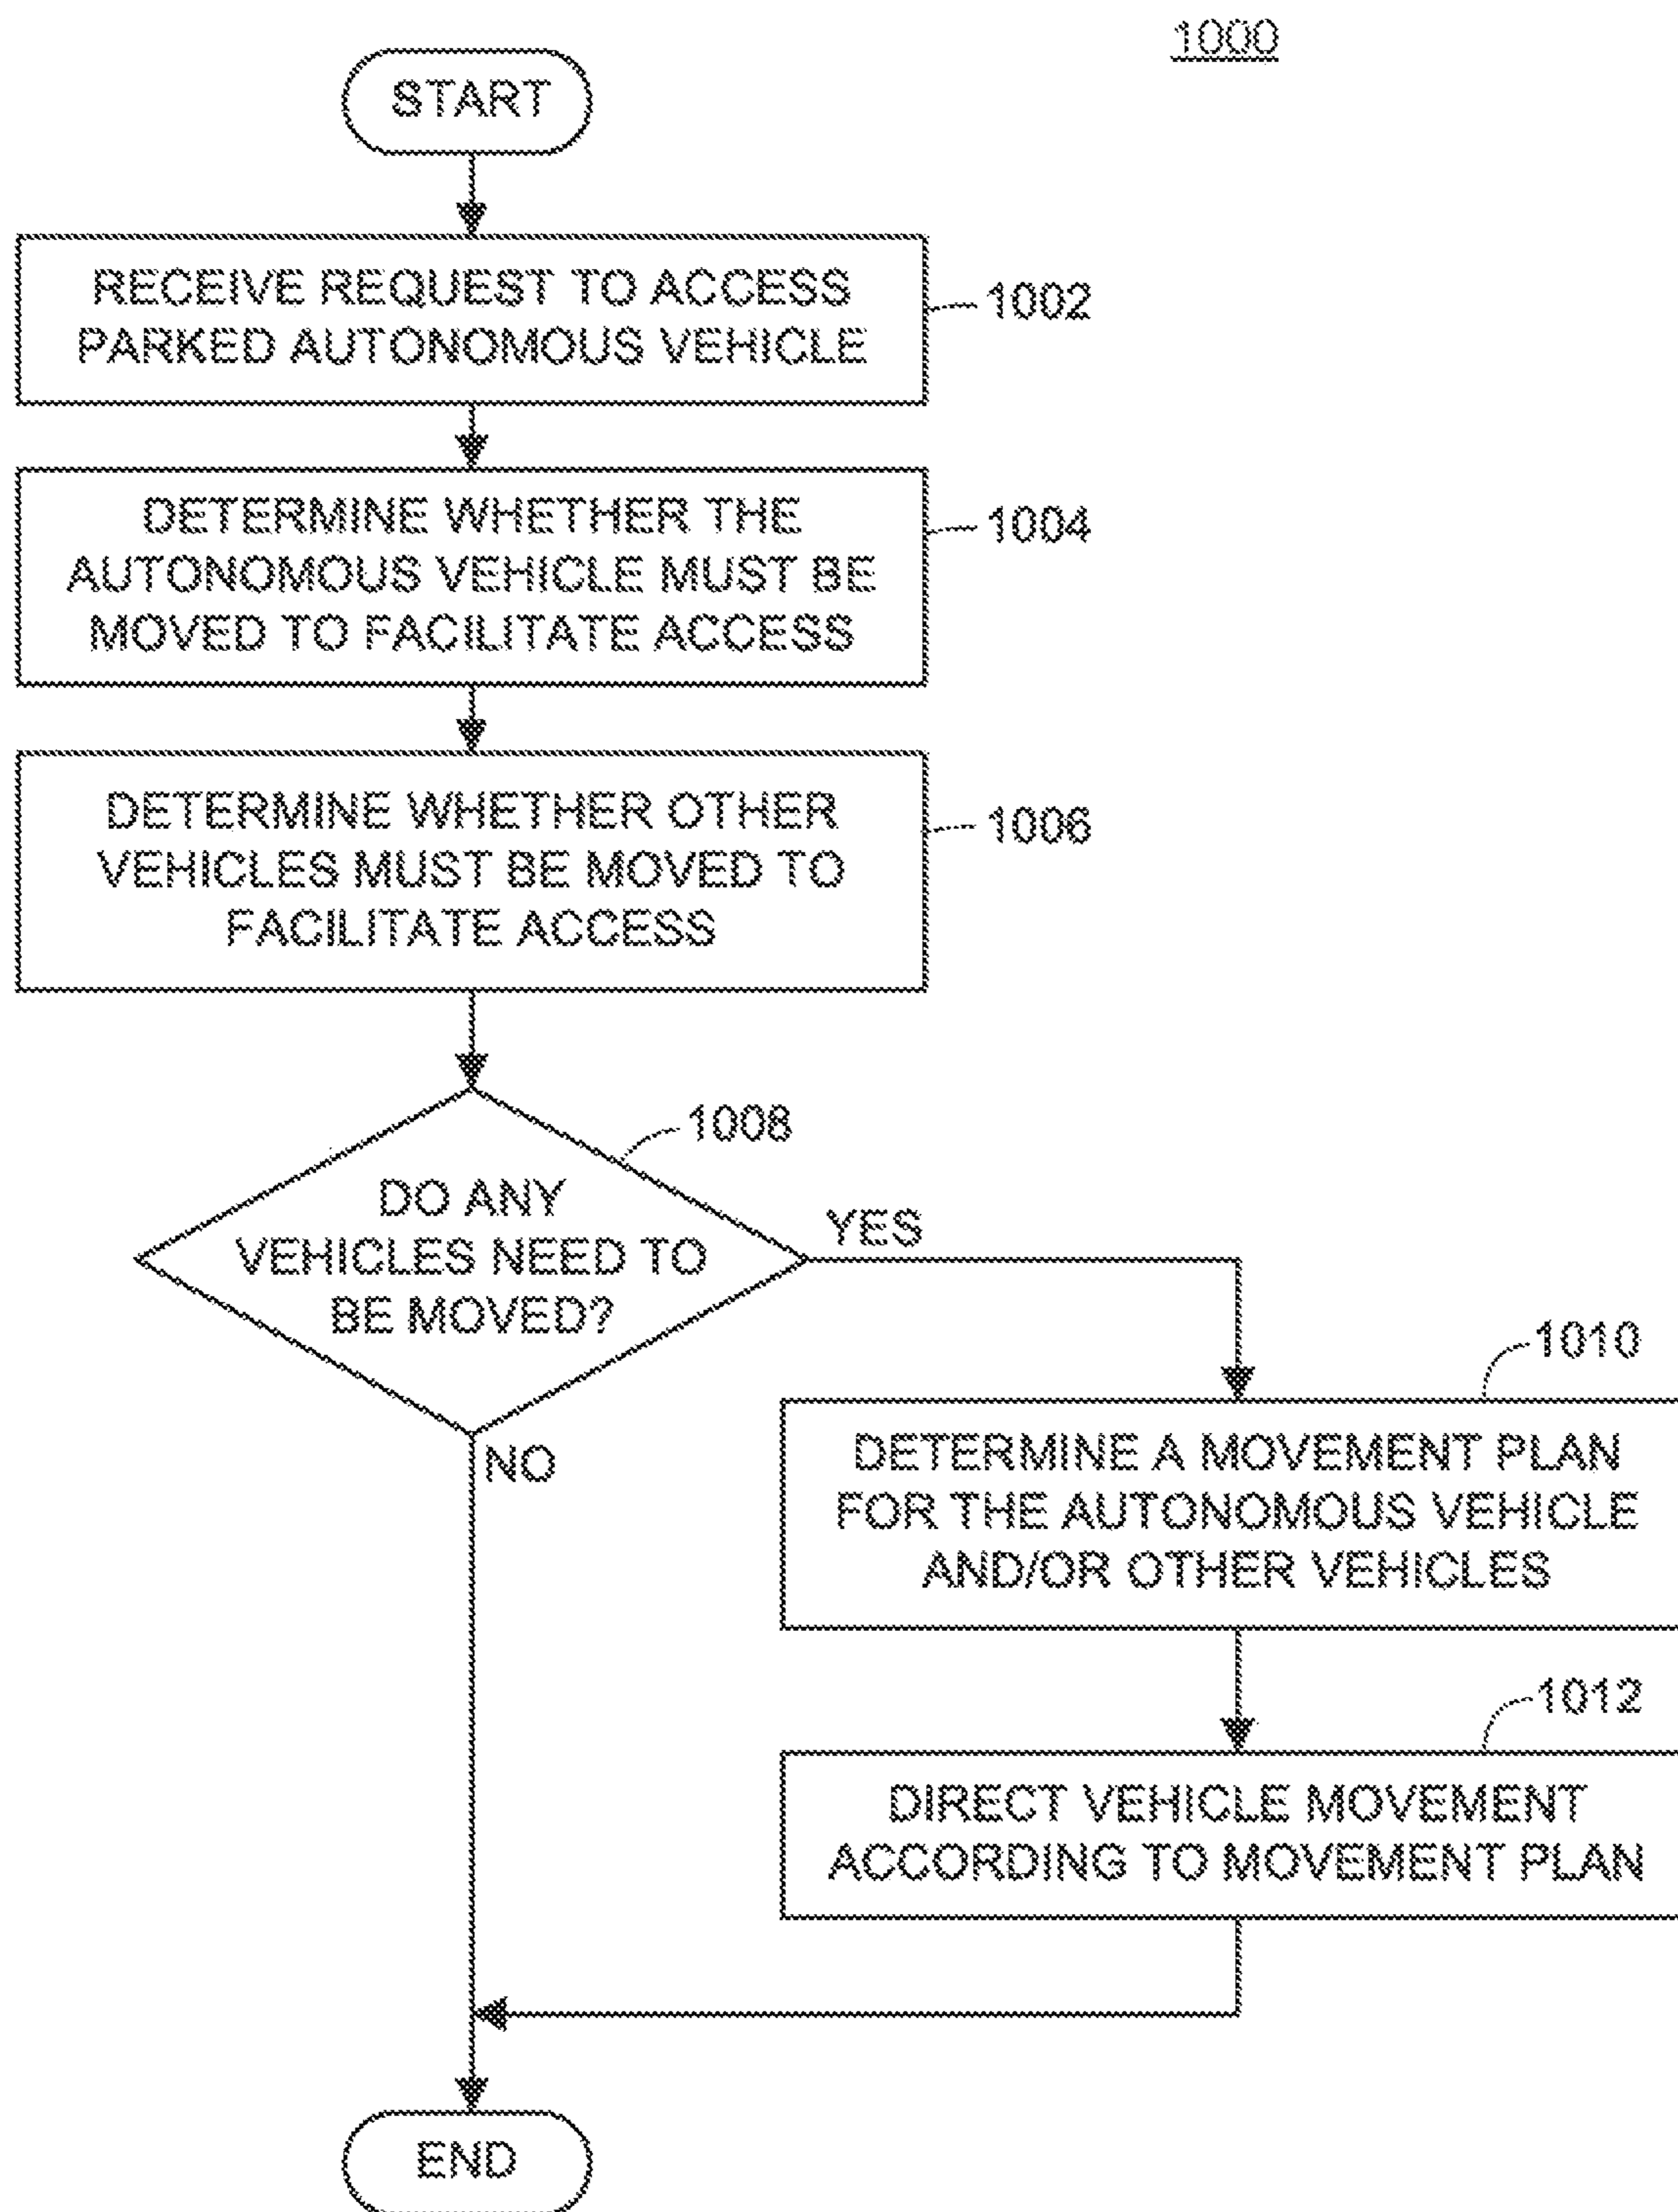 1000
START
RECEIVE REQUEST TO ACCESS
PARKED AUTONOMOUS VEHICLE
1002
DETERMINE WHETHER THE
AUTONOMOUS VEHICLE MUST BE
MOVED TO FACILITATE ACCESS
1004
DETERMINE WHETHER OTHER
VEHICLES MUST BE MOVED TO
FACILITATE ACCESS
1006
1008
DO ANY
VEHICLES NEED TO
BE MOVED?
YES
NO
1010
DETERMINE A MOVEMENT PLAN
FOR THE AUTONOMOUS VEHICLE
AND/OR OTHER VEHICLES
1012
DIRECT VEHICLE MOVEMENT
ACCORDING TO MOVEMENT PLAN
END